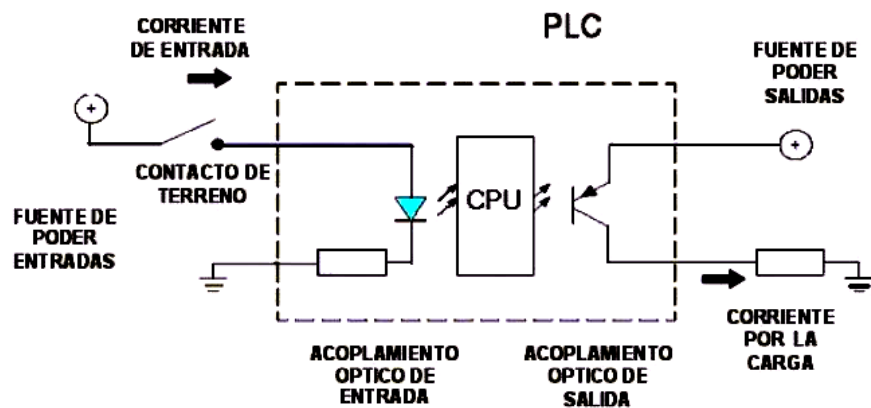 PLC
CORRIENTE
DE ENTRADA
FUENTE DE
PODER
SALIDAS
+
+
CONTACTO DE
TERRENO
CPU
FUENTE DE
PODER
ENTRADAS
ACOPLAMIENTO
OPTICO DE
ENTRADA
ACOPLAMIENTO
OPTICO DE
SALIDA
CORRIENTE
POR LA
CARGA